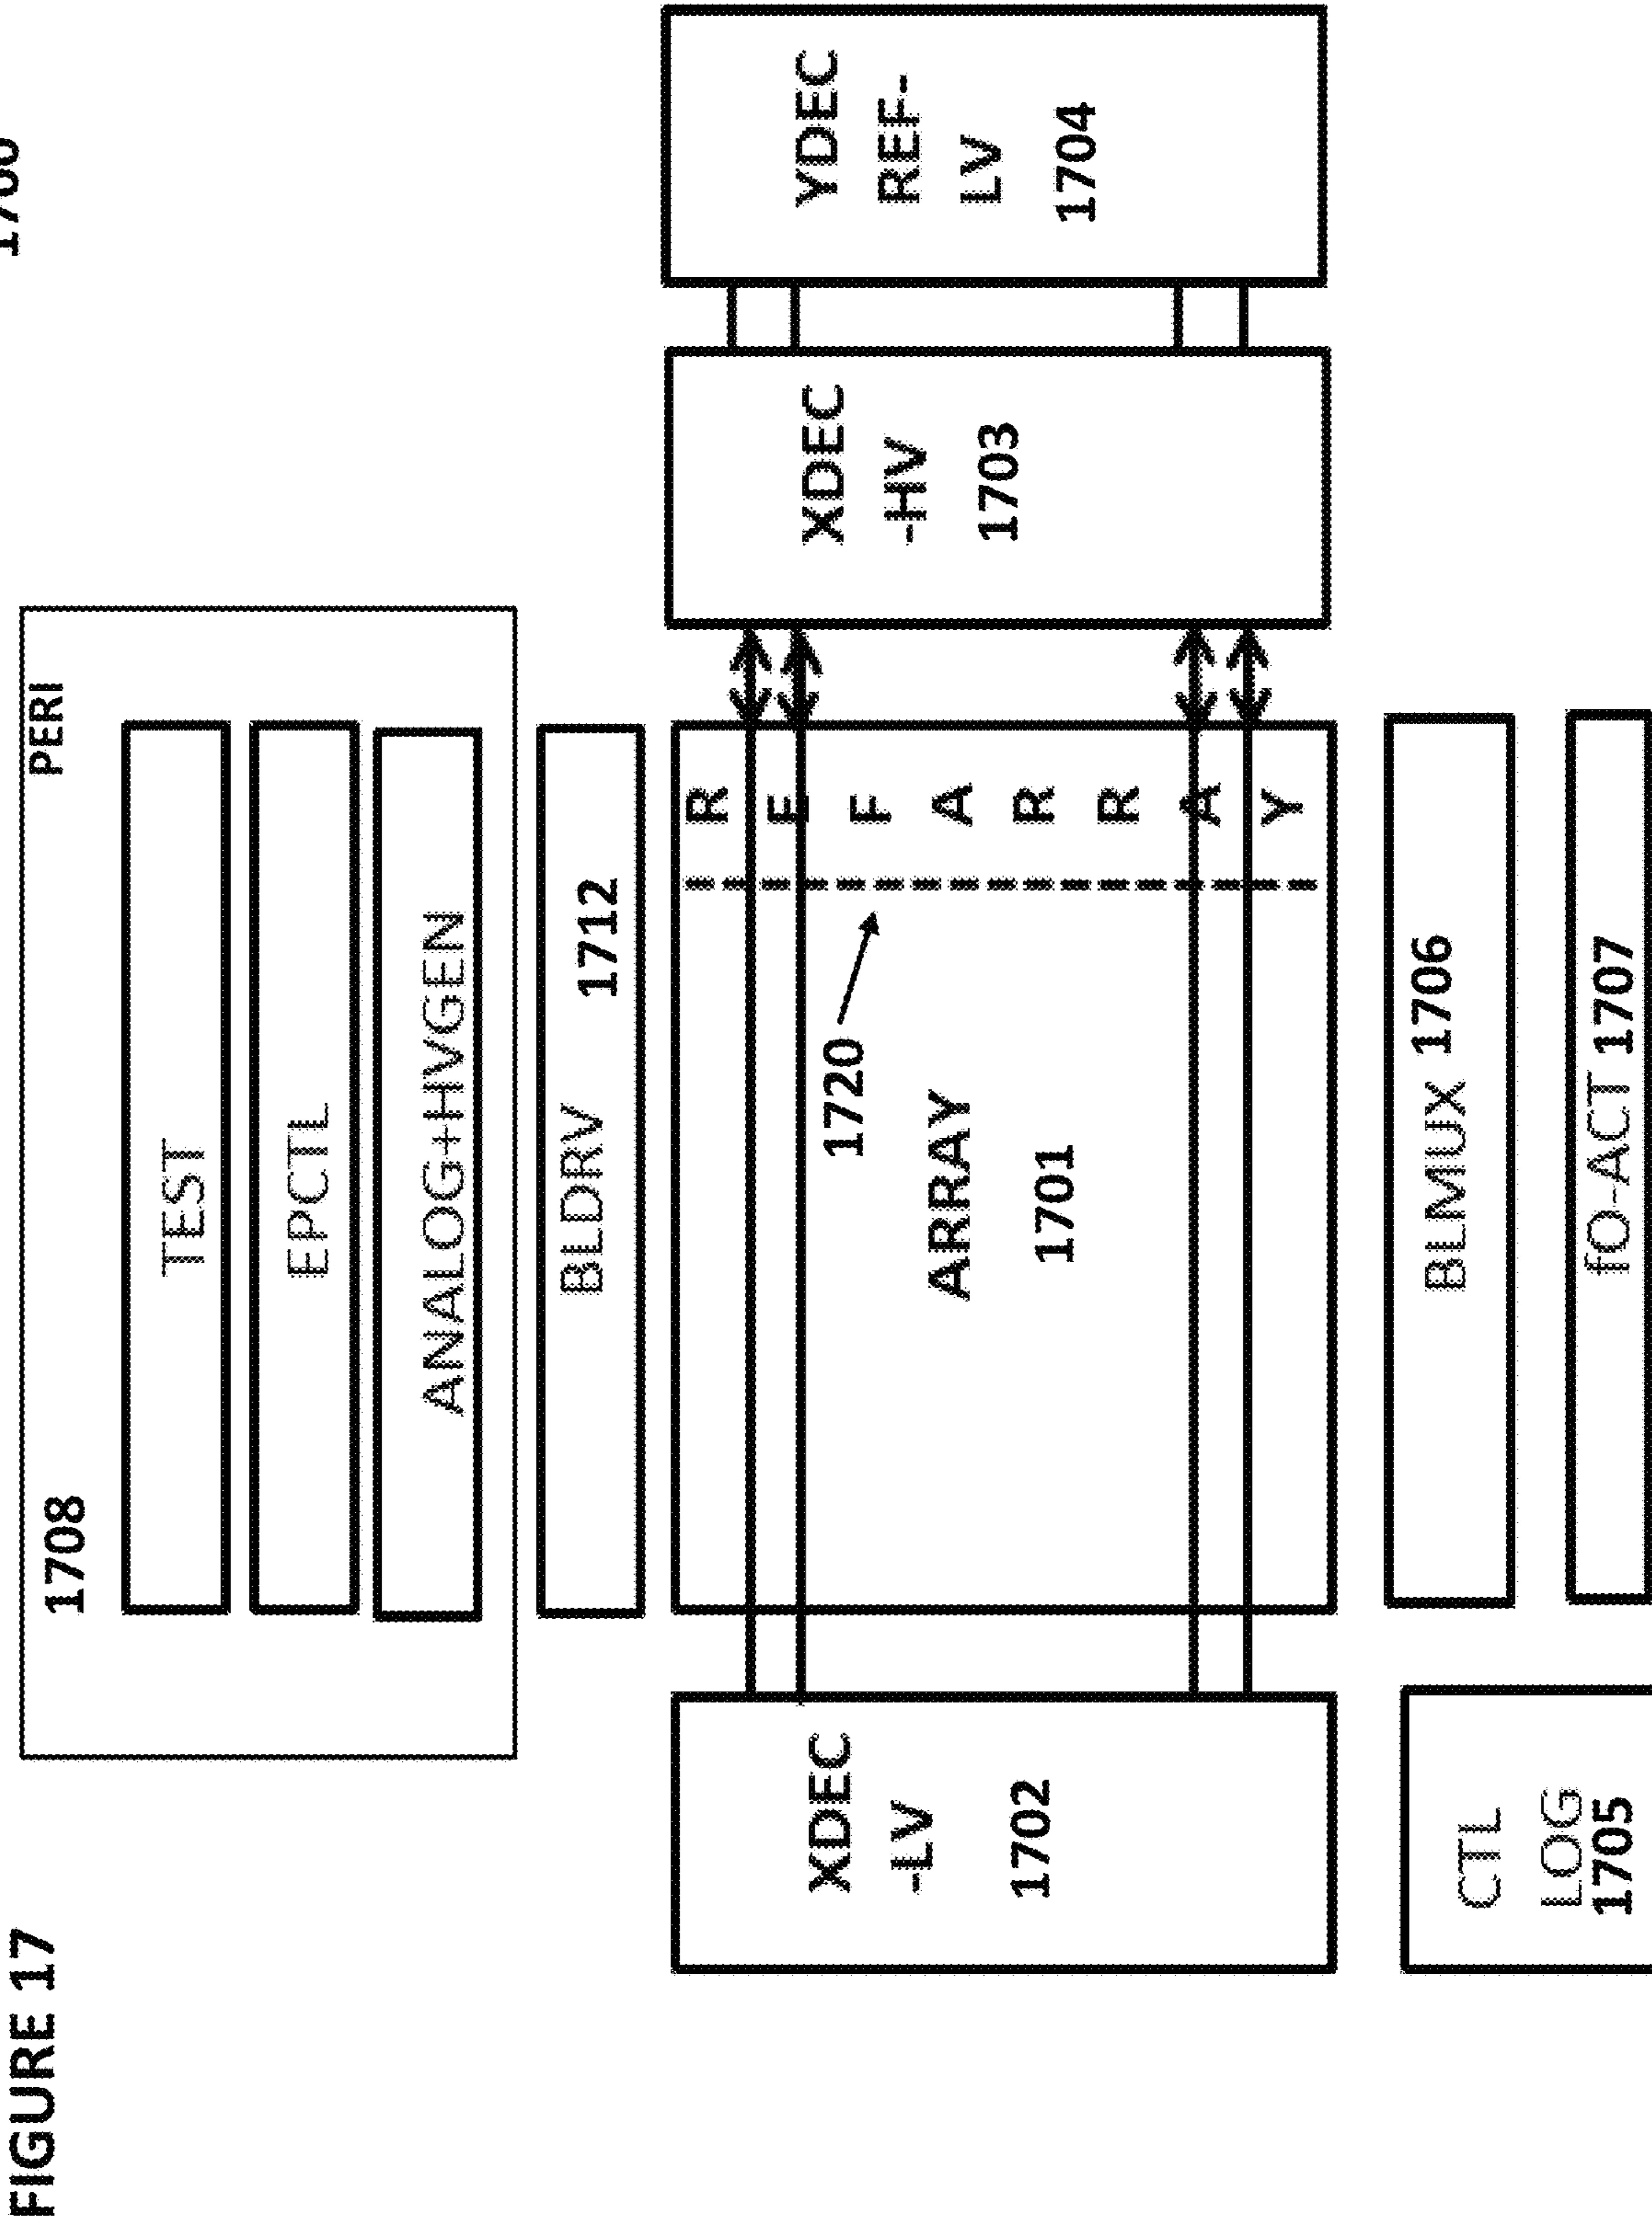 FIGURE 17
1708
PERI
TEST
EPCTL
ANALOG+HVGEN
BLDRV 1712
XDEC
-LV
1702
1720
ARRAY
1701
R
E
F
A
R
R
A
Y
XDEC
-HV
1703
YDEC
REF-
LV
1704
CTL
LOG
1705
BLMUX 1706
fO-ACT 1707